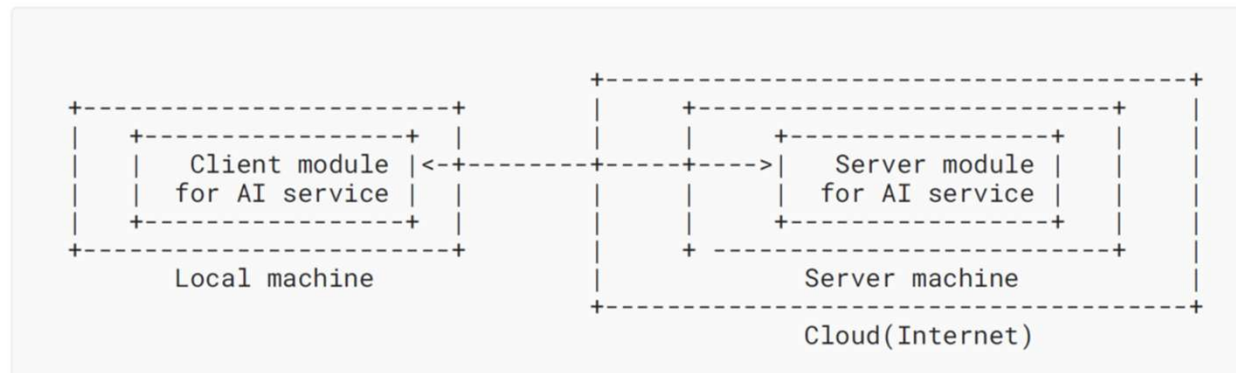 Client module
for AI service
Server module
for AI service
Local machine
Server machine
Cloud(Internet)